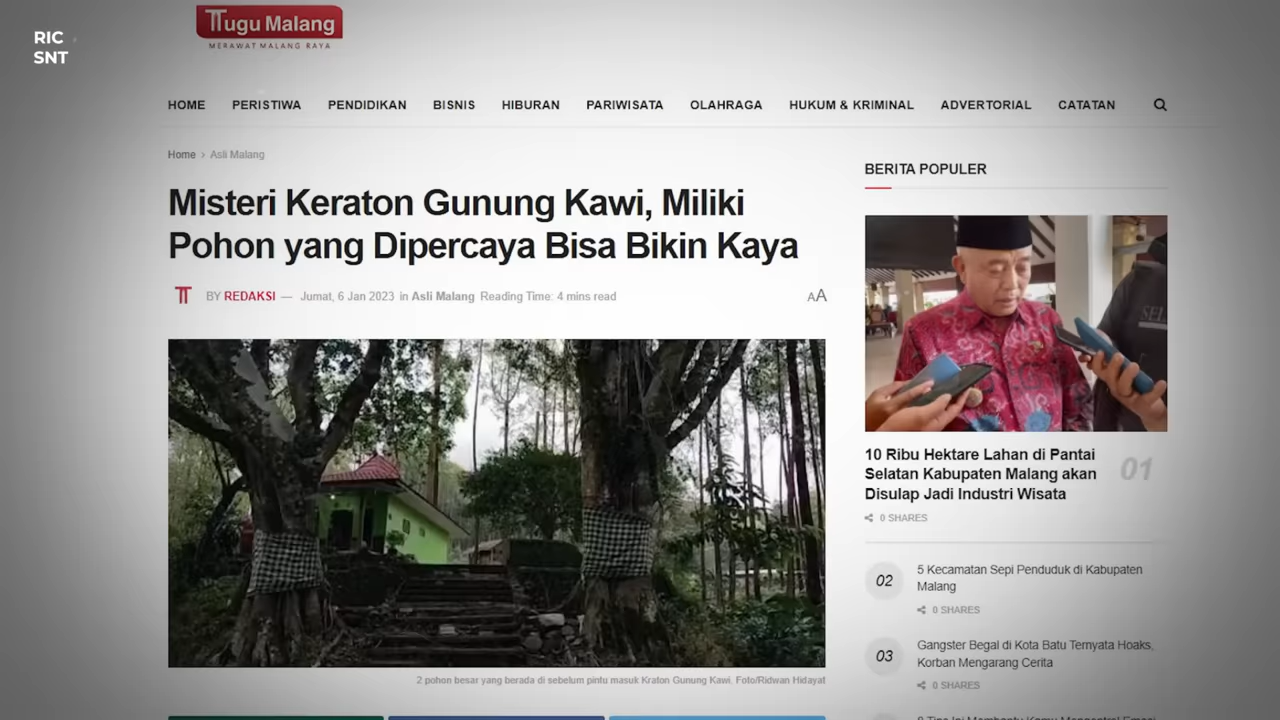 RIC
SNT
Tugu Malang
MERAWAT MALANG RAYA
HOME PERISTIWA PENDIDIKAN BISNIS HIBURAN PARIWISATA OLAHRAGA HUKUM & KRIMINAL ADVERTORIAL CATATAN
Home > Asli Malang
Misteri Keraton Gunung Kawi, Miliki
Pohon yang Dipercaya Bisa Bikin Kaya
BY REDAKSI — Jumat, 6 Jan 2023 in Asli Malang Reading Time: 4 mins read
AA
2 pohon besar yang berada di sebelum pintu masuk Kraton Gunung Kawi. Foto/Ridwan Hidayat
BERITA POPULER
10 Ribu Hektare Lahan di Pantai
Selatan Kabupaten Malang akan
Disulap Jadi Industri Wisata
01
0 SHARES
02
5 Kecamatan Sepi Penduduk di Kabupaten
Malang
0 SHARES
03
Gangster Begal di Kota Batu Ternyata Hoaks,
Korban Mengarang Cerita
0 SHARES